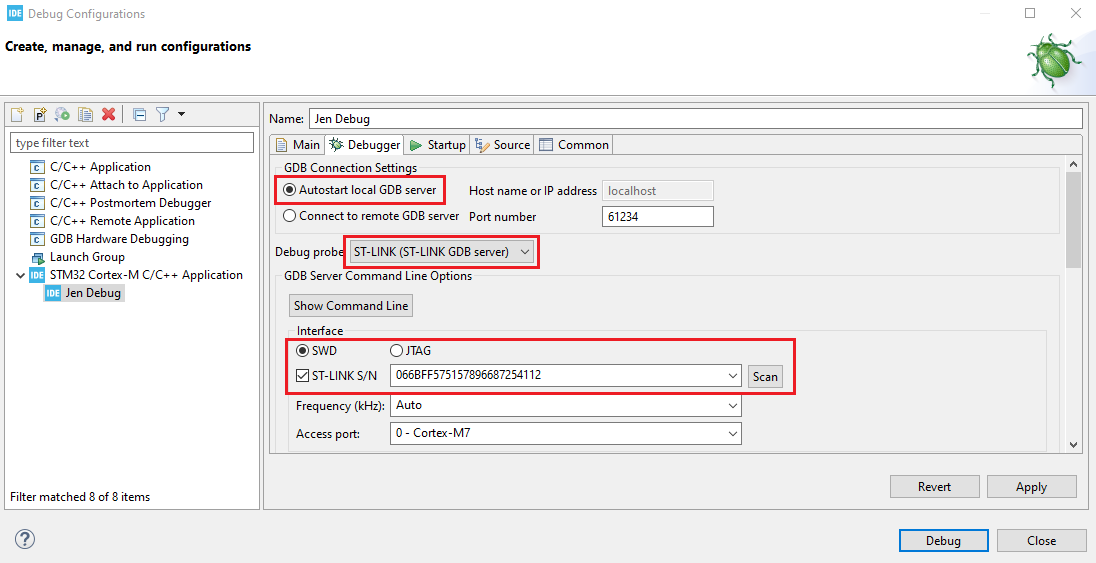 IDE Debug Configurations
Create, manage, and run configurations
type filter text
C/C++ Application
C/C++ Attach to Application
C/C++ Postmortem Debugger
C/C++ Remote Application
GDB Hardware Debugging
Launch Group
IDE STM32 Cortex-M C/C++ Application
IDE Jen Debug
Filter matched 8 of 8 items
Name: Jen Debug
Main Debugger Startup Source Common
GDB Connection Settings
Autostart local GDB server Host name or IP address localhost
Connect to remote GDB server Port number 61234
Debug probe ST-LINK (ST-LINK GDB server)
GDB Server Command Line Options
Show Command Line
Interface
SWD JTAG
ST-LINK S/N 066BFF575157896687254112 Scan
Frequency (kHz): Auto
Access port: 0 - Cortex-M7
Revert Apply
? Debug Close